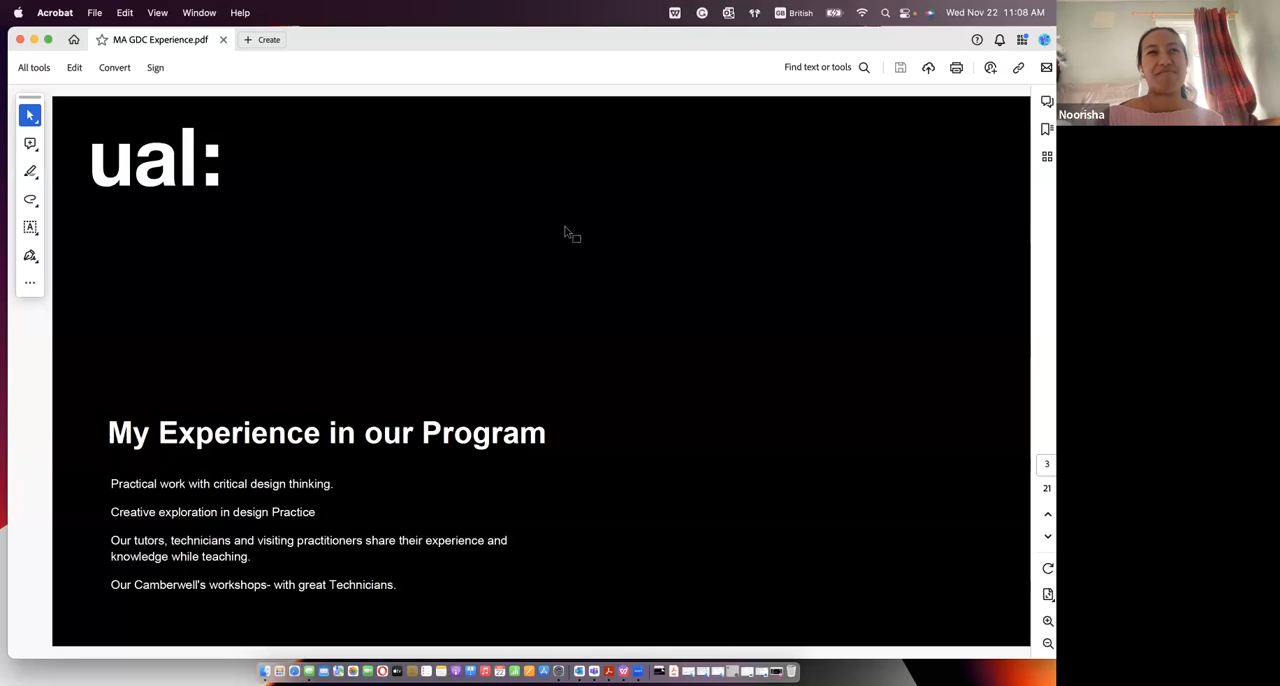 Acrobat File Edit View Window Help
British
Wed Nov 22 11:08 AM
MA GDC Experience.pdf
Create
All tools Edit Convert Sign
Find text or tools
Noorisha
ual:
My Experience in our Program
Practical work with critical design thinking.
Creative exploration in design Practice
Our tutors, technicians and visiting practitioners share their experience and
knowledge while teaching.
Our Camberwell's workshops- with great Technicians.
3
21